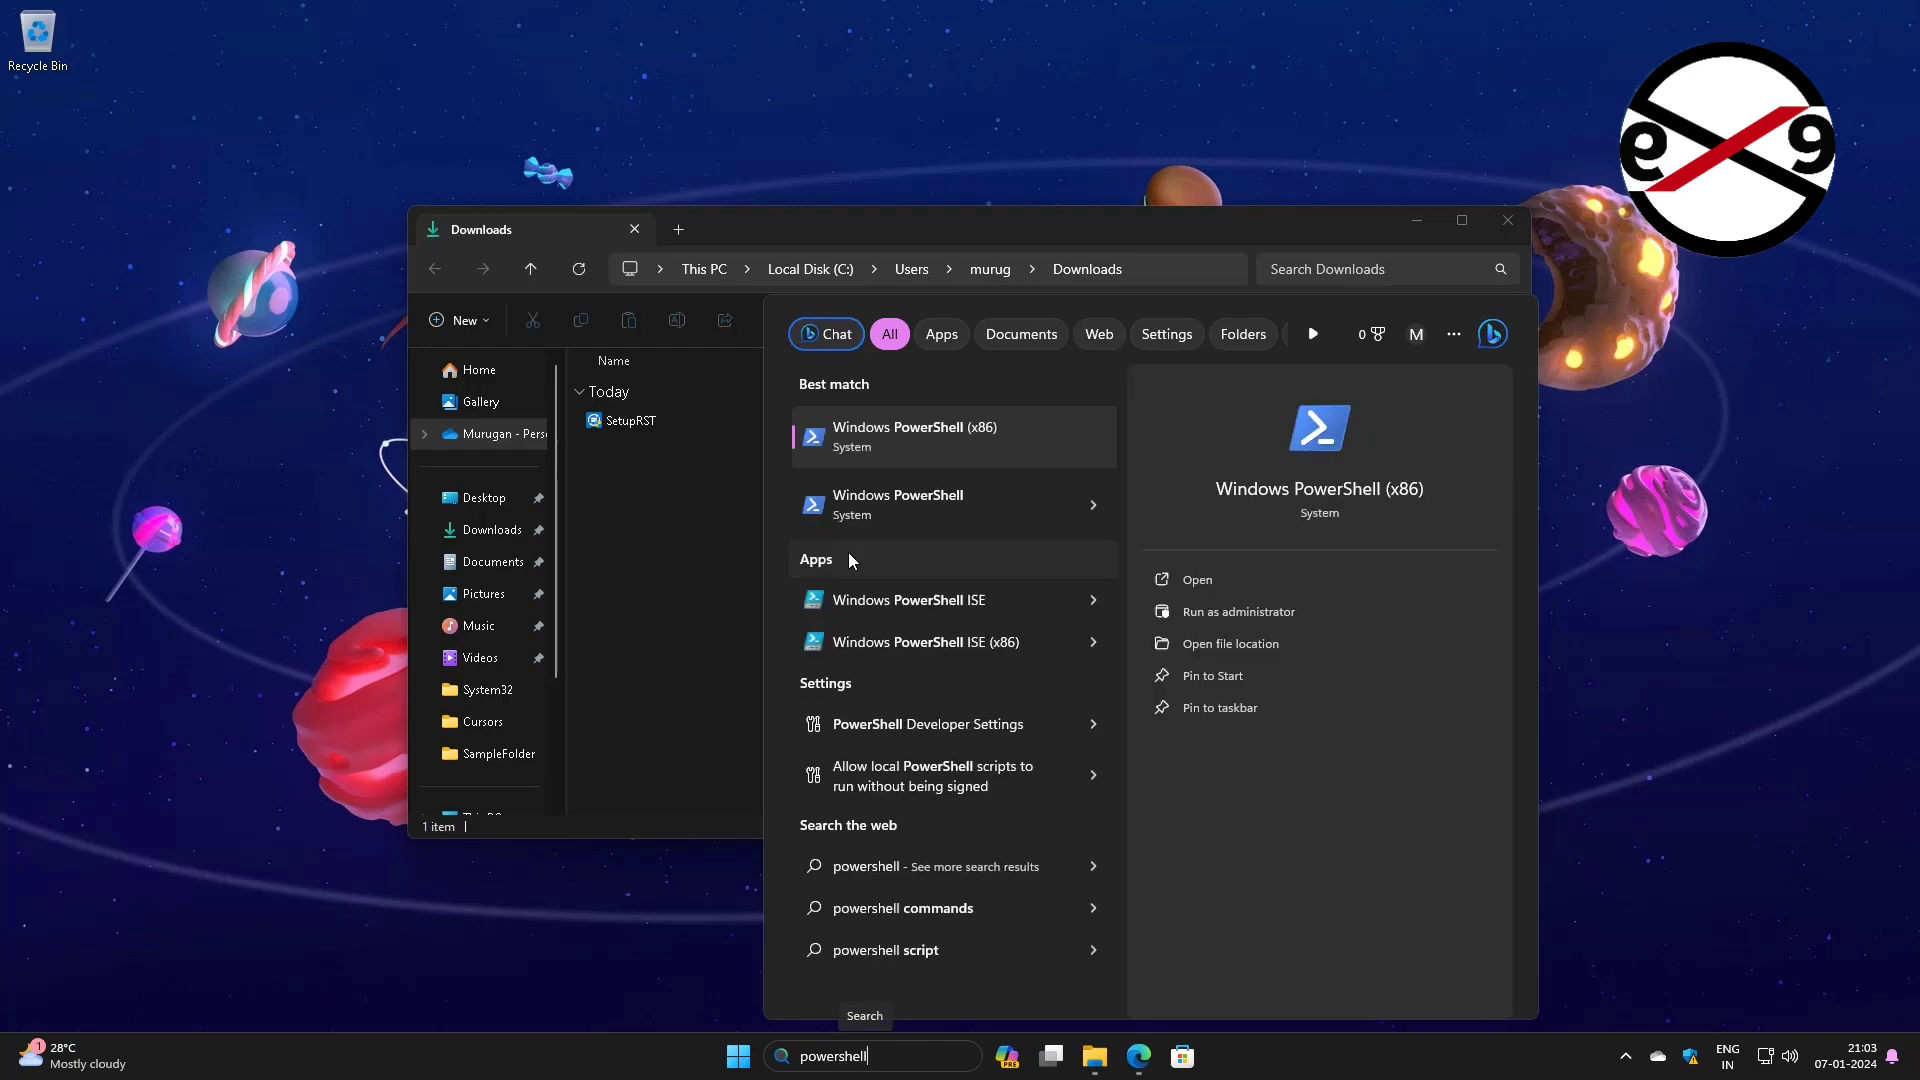 Recycle Bin
e 9
Downloads
This PC
Local Disk (C:)
Users
murug
Downloads
Search Downloads
New
Name
Home
Gallery
Murugan - Pers
Today
SetupRST
Desktop
Downloads
Documents
Pictures
Music
Videos
System32
Cursors
SampleFolder
1 item
Chat
All
Apps
Documents
Web
Settings
Folders
0
M
Best match
Windows PowerShell (x86)
System
Windows PowerShell
System
Apps
Windows PowerShell ISE
Windows PowerShell ISE (x86)
Settings
PowerShell Developer Settings
Allow local PowerShell scripts to
run without being signed
Search the web
powershell - See more search results
powershell commands
powershell script
Windows PowerShell (x86)
System
Open
Run as administrator
Open file location
Pin to Start
Pin to taskbar
Search
1
28°C
Mostly cloudy
powershell
PRE
ENG
IN
21:03
07-01-2024